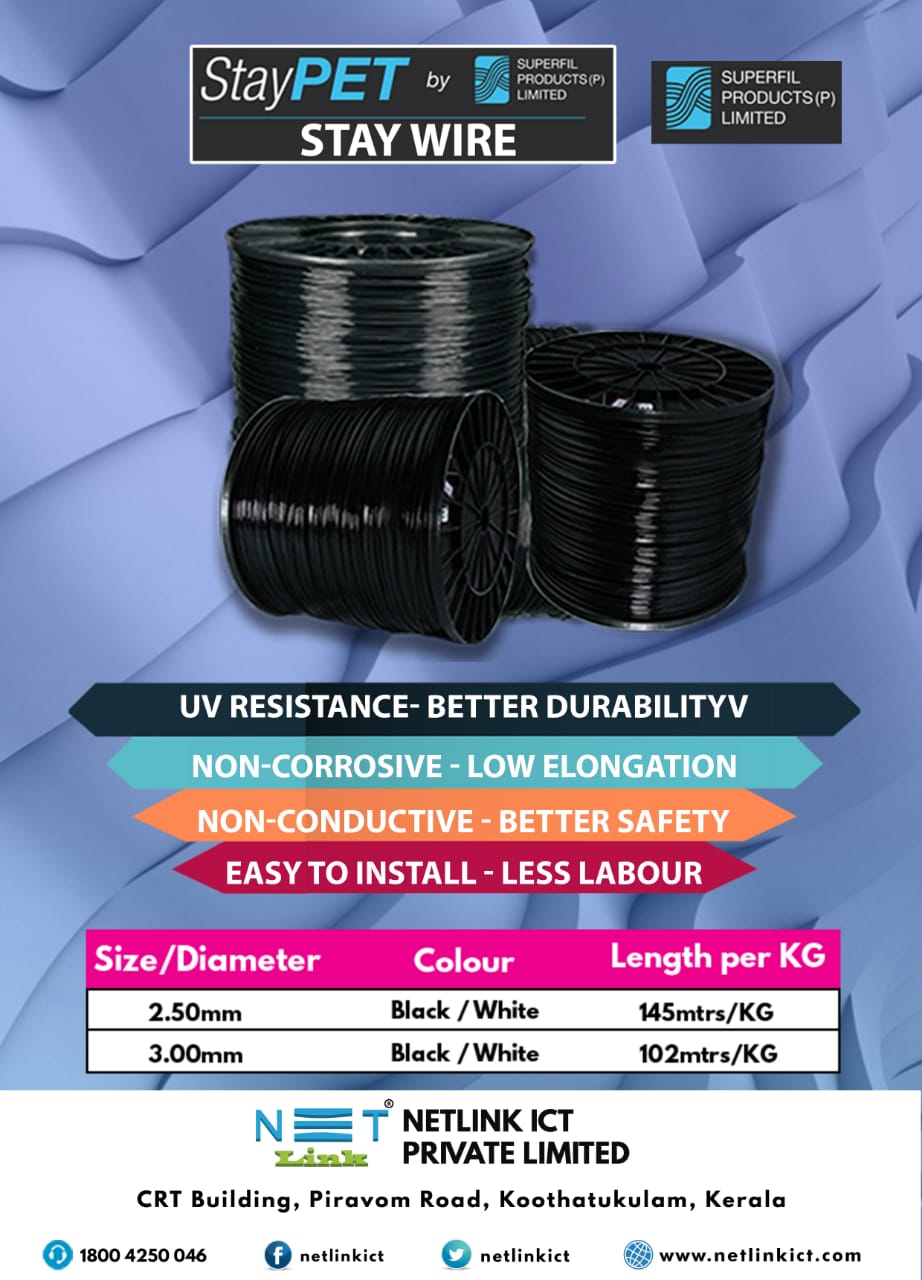 StayPET by SUPERFIL PRODUCTS(P) LIMITED
STAY WIRE
SUPERFIL
PRODUCTS(P)
LIMITED
UV RESISTANCE- BETTER DURABILITYV
NON-CORROSIVE - LOW ELONGATION
NON-CONDUCTIVE - BETTER SAFETY
EASY TO INSTALL - LESS LABOUR
Size/Diameter Colour Length per KG
2.50mm Black / White 145mtrs/KG
3.00mm Black / White 102mtrs/KG
NET Link ® NETLINK ICT
PRIVATE LIMITED
CRT Building, Piravom Road, Koothatukulam, Kerala
1800 4250 046 netlinkict netlinkict www.netlinkict.com